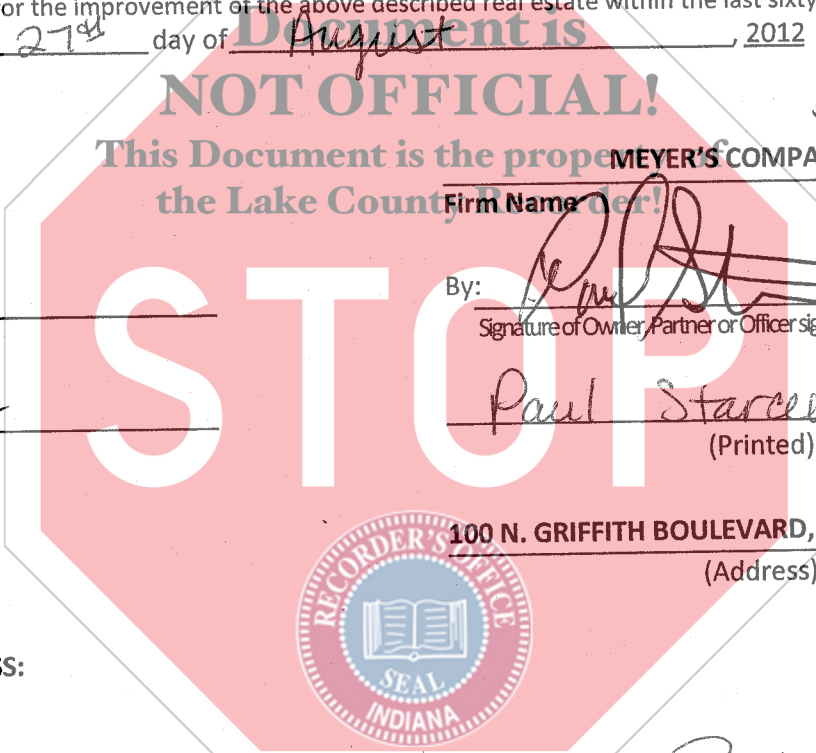 or the improvement of the above described real estate within the last sixty
27th day of August, 2012
Document is
NOT OFFICIAL!
This Document is the property of
the Lake County Recorder!
MEYER'S COMPA
Firm Name
By:
Signature of Owner, Partner or Officer sig
Paul
(Printed)
STOP
100 N. GRIFFITH BOULEVARD,
(Address)
RECORDER'S OFFICE
SEAL
INDIANA
SS: